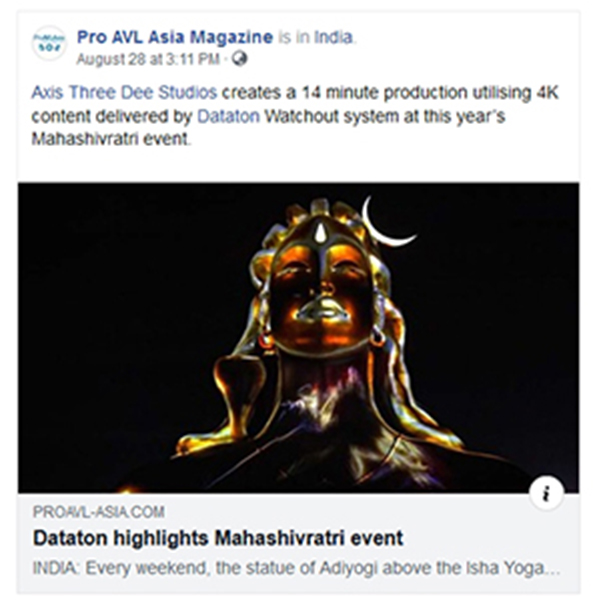 Pro AVL Asia Magazine is in India.
August 28 at 3:11 PM ·
Axis Three Dee Studios creates a 14 minute production utilising 4K
content delivered by Dataton Watchout system at this year's
Mahashivratri event.
i
PROAVL-ASIA.COM
Dataton highlights Mahashivratri event
INDIA: Every weekend, the statue of Adiyogi above the Isha Yoga...